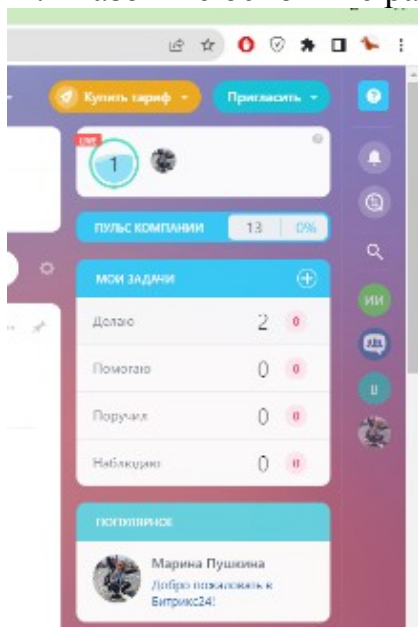 Купить тариф
Пригласить
LIVE
1
ПУЛЬС КОМПАНИИ 13 0%
МОИ ЗАДАЧИ
Делаю 2 0
Помогаю 0 0
Поручил 0 0
Наблюдаю 0 0
ПОПУЛЯРНОЕ
Марина Пушкина
Добро пожаловать в
Битрикс24!
ИИ